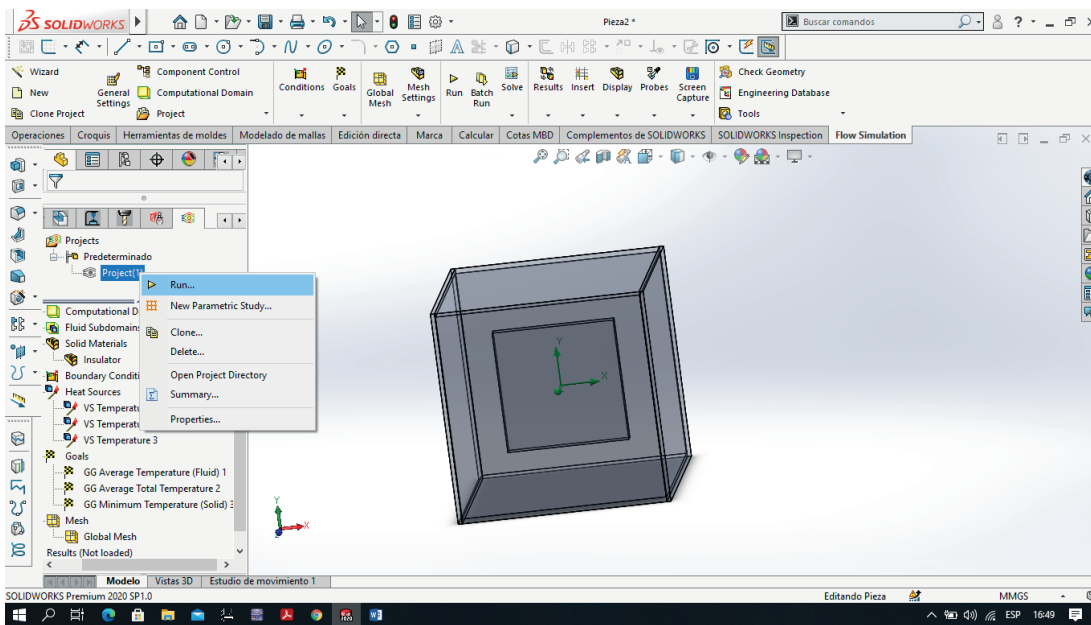 SOLIDWORKS
Pieza2 *
Buscar comandos
Wizard
New
Clone Project
General Settings
Component Control
Computational Domain
Project
Conditions
Goals
Global Mesh
Mesh Settings
Run
Batch Run
Solve
Results
Insert
Display
Probes
Screen Capture
Check Geometry
Engineering Database
Tools
Operaciones
Croquis
Herramientas de moldes
Modelado de mallas
Edición directa
Marca
Calcular
Cotas MBD
Complementos de SOLIDWORKS
SOLIDWORKS Inspection
Flow Simulation
Projects
Predeterminado
Project(1)
Computational D
Fluid Subdomains
Solid Materials
Insulator
Boundary Conditi
Heat Sources
VS Temperatu
VS Temperatu
VS Temperature 3
Goals
GG Average Temperature (Fluid) 1
GG Average Total Temperature 2
GG Minimum Temperature (Solid) 3
Mesh
Global Mesh
Results (Not loaded)
Run...
New Parametric Study...
Clone...
Delete...
Open Project Directory
Summary...
Properties...
Y
X
Y
X
Modelo
Vistas 3D
Estudio de movimiento 1
SOLIDWORKS Premium 2020 SP1.0
Editando Pieza
MMGS
ESP
16:49